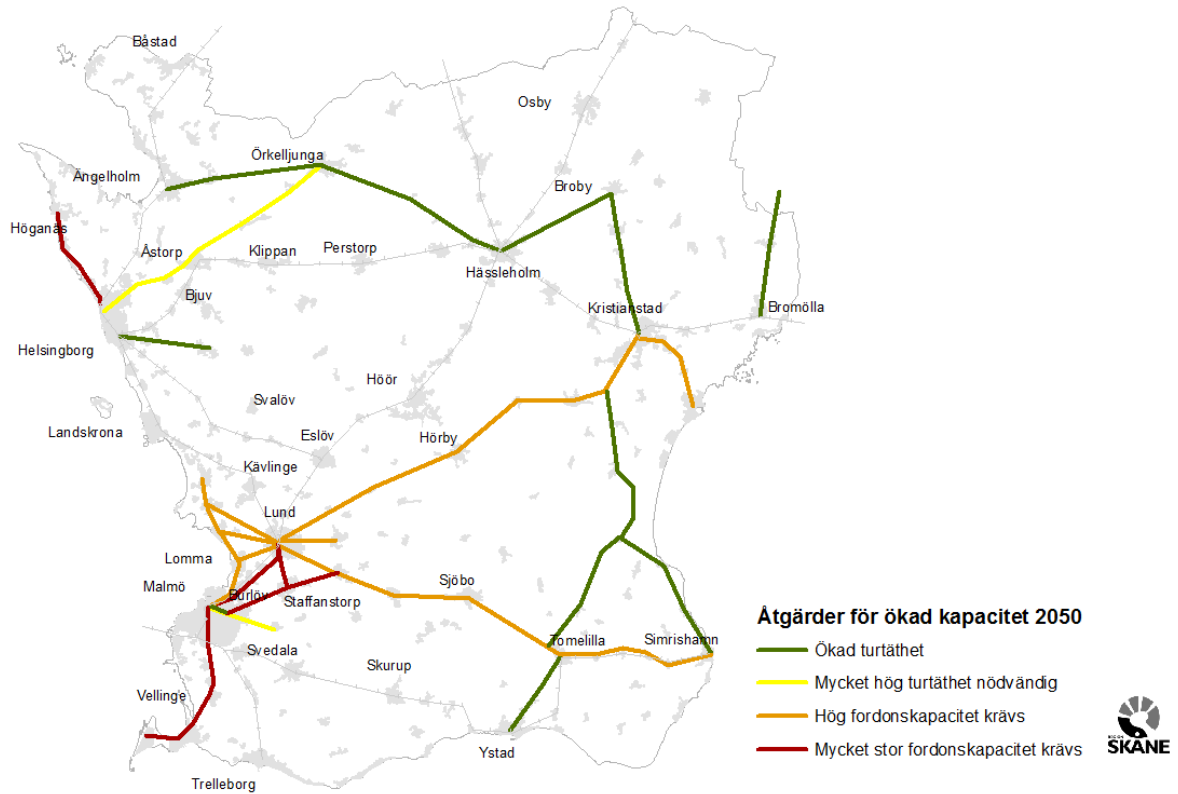 Båstad
Osby
Örkelljunga
Ängelholm
Broby
Höganäs
Åstorp
Klippan
Perstorp
Hässleholm
Bjuv
Kristianstad
Bromölla
Helsingborg
Höör
Svalöv
Landskrona
Eslöv
Hörby
Kävlinge
Lund
Lomma
Malmö
Burlöv
Staffanstorp
Sjöbo
Svedala
Skurup
Tomelilla
Simrishamn
Vellinge
Ystad
Trelleborg
Åtgärder för ökad kapacitet 2050
Ökad turtäthet
Mycket hög turtäthet nödvändig
Hög fordonskapacitet krävs
Mycket stor fordonskapacitet krävs
REGION
SKÅNE